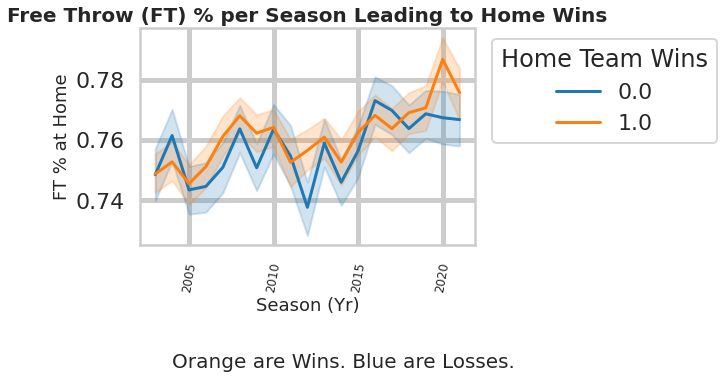 Free Throw (FT) % per Season Leading to Home Wins
FT % at Home
0.78
0.76
0.74
2005
2010
2015
2020
Season (Yr)
Home Team Wins
0.0
1.0
Orange are Wins. Blue are Losses.